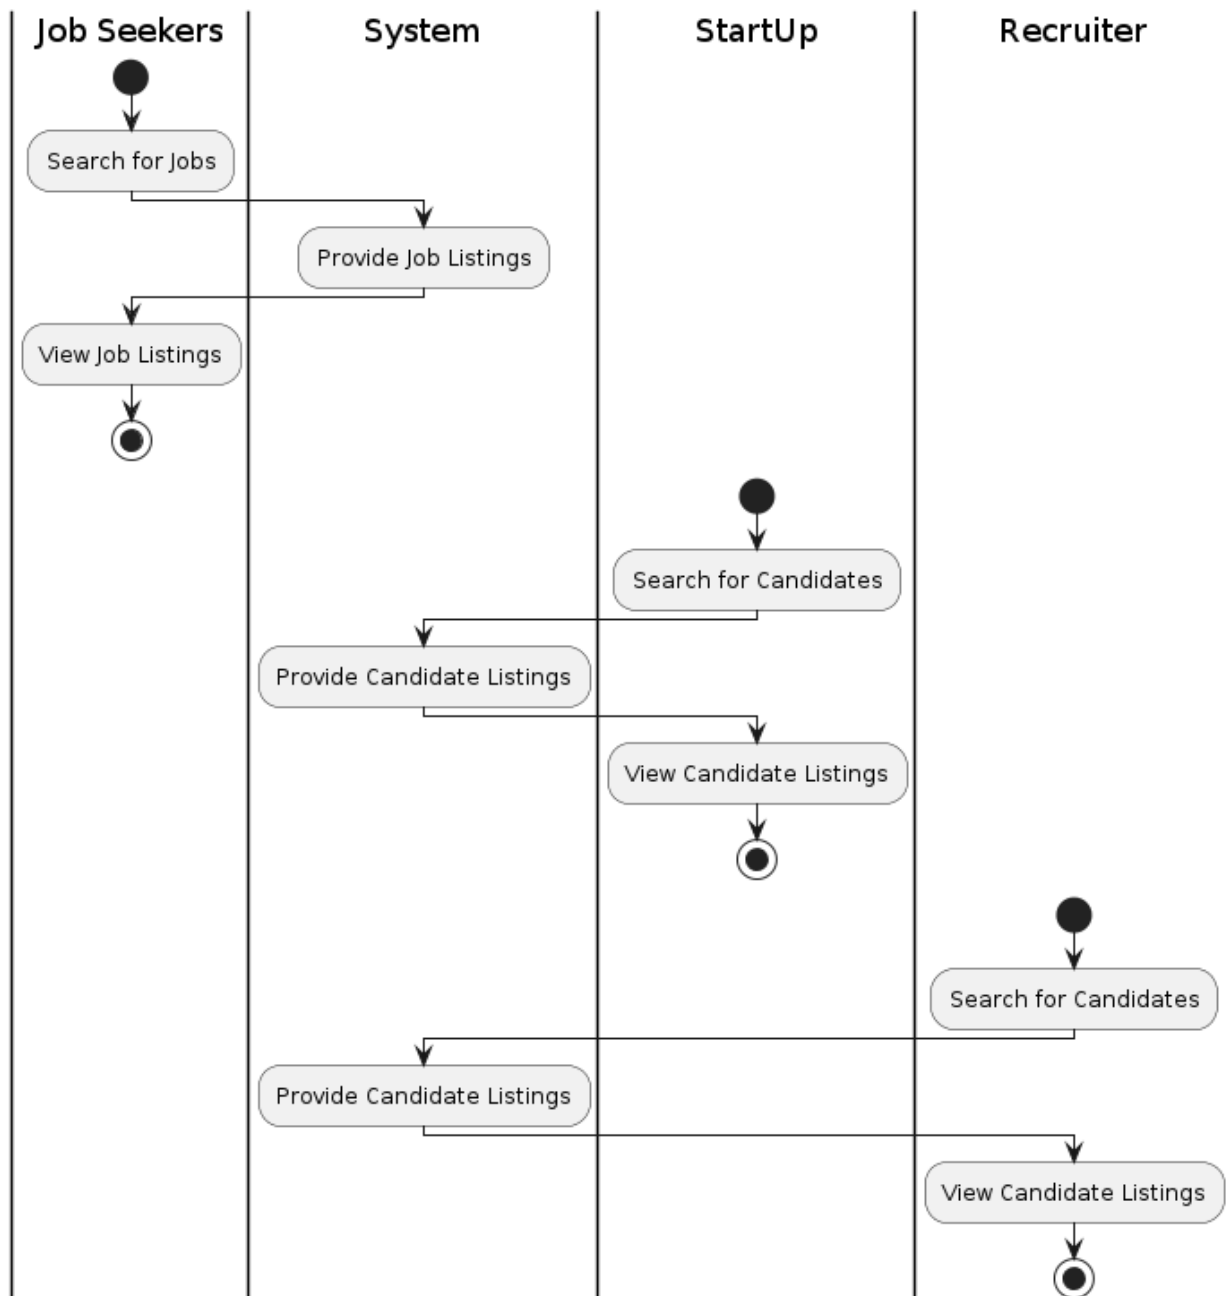 Job Seekers
System
StartUp
Recruiter
Search for Jobs
Provide Job Listings
View Job Listings
Search for Candidates
Provide Candidate Listings
View Candidate Listings
Search for Candidates
Provide Candidate Listings
View Candidate Listings